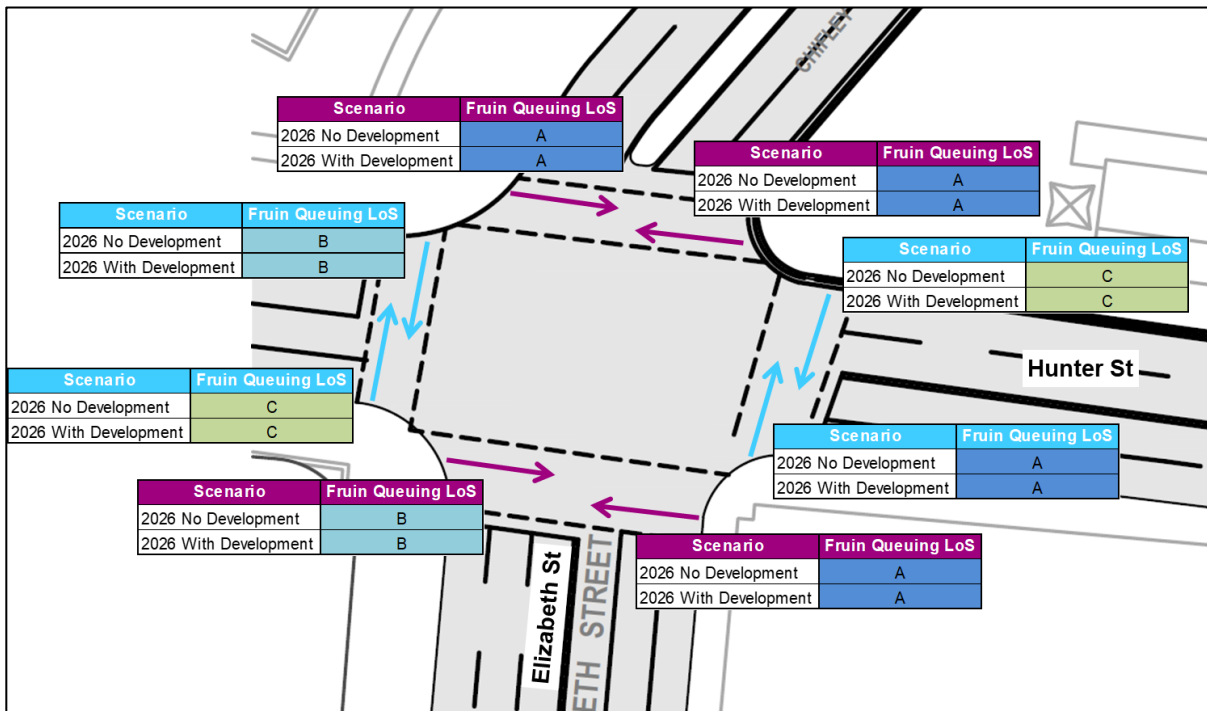 CHIFLEY
Scenario Fruin Queuing LoS
2026 No Development A
2026 With Development A
Scenario Fruin Queuing LoS
2026 No Development A
2026 With Development A
Scenario Fruin Queuing LoS
2026 No Development B
2026 With Development B
Scenario Fruin Queuing LoS
2026 No Development C
2026 With Development C
Hunter St
Scenario Fruin Queuing LoS
2026 No Development C
2026 With Development C
Scenario Fruin Queuing LoS
2026 No Development A
2026 With Development A
Scenario Fruin Queuing LoS
2026 No Development B
2026 With Development B
Scenario Fruin Queuing LoS
2026 No Development A
2026 With Development A
Elizabeth St
ETH STREET